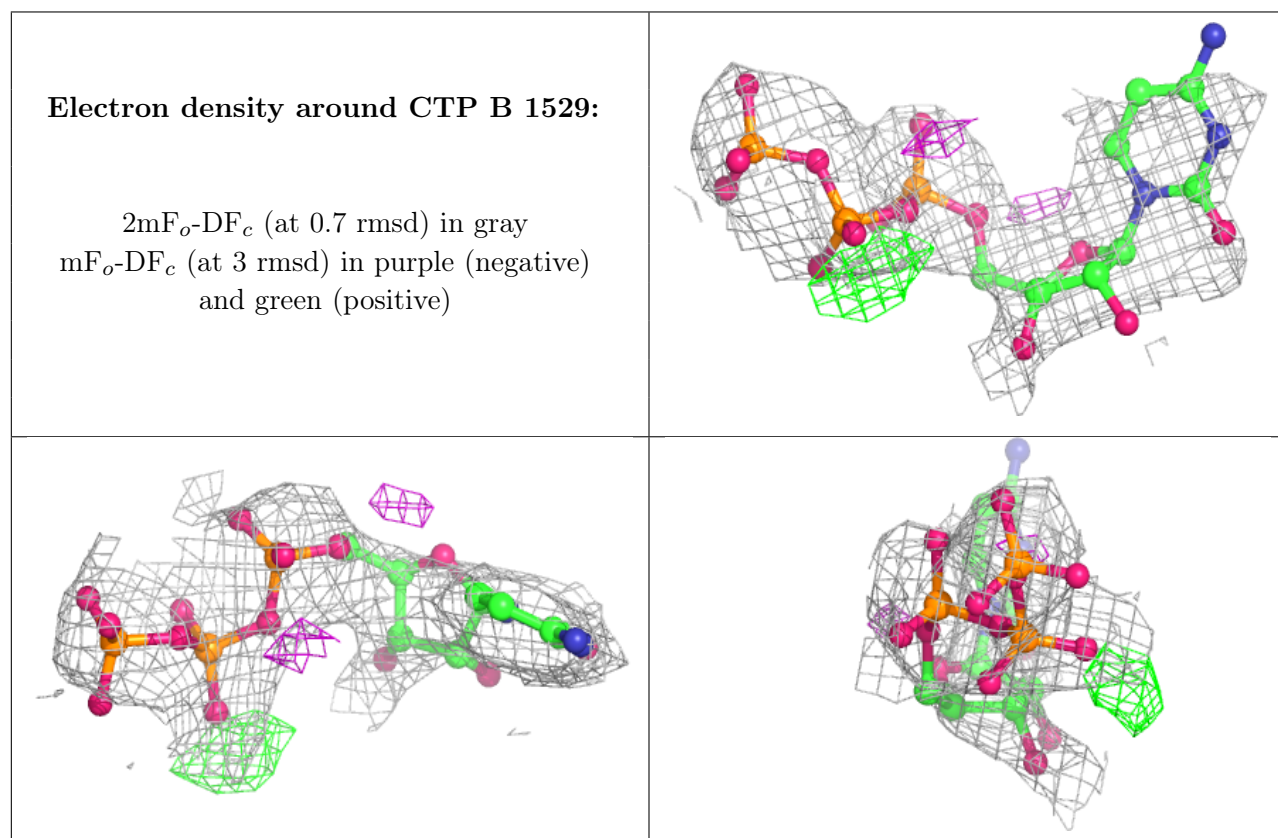 Electron density around CTP B 1529:
2mFo-DFc (at 0.7 rmsd) in gray
mFo-DFc (at 3 rmsd) in purple (negative)
and green (positive)